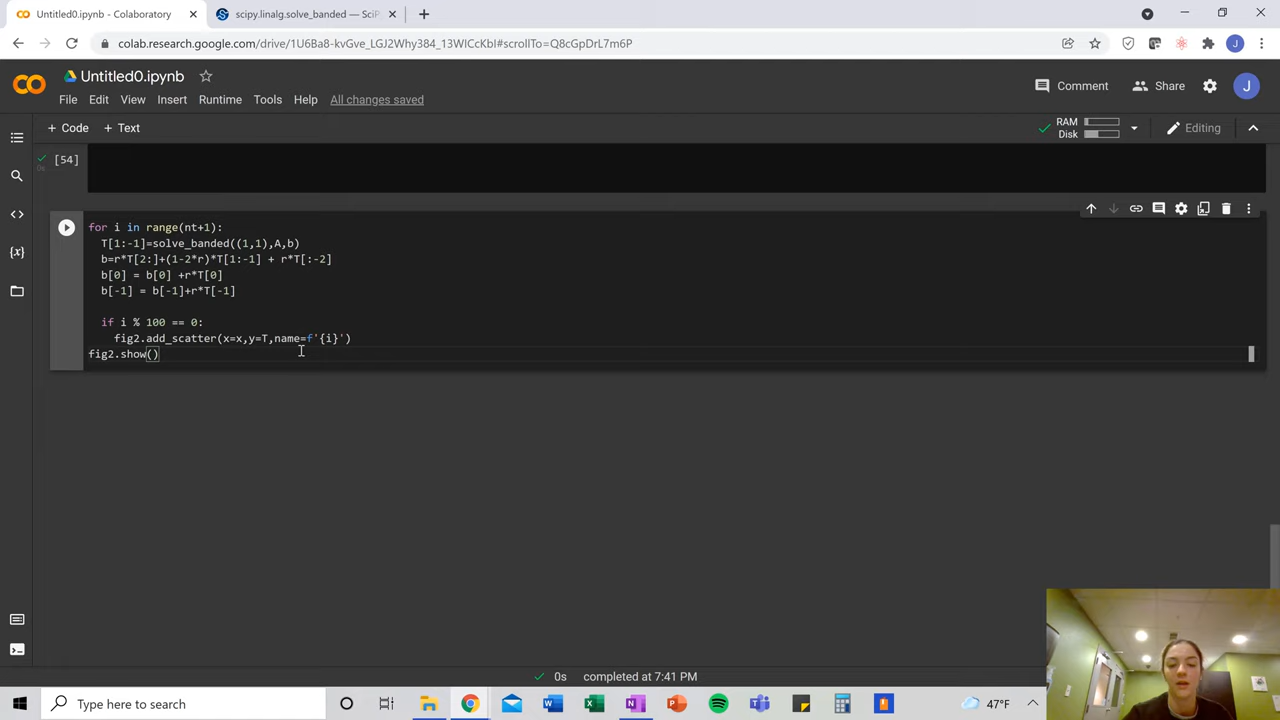 Untitled0.ipynb - Colaboratory
scipy.linalg.solve_banded — SciP
colab.research.google.com/drive/1U6Ba8-kvGve_LGJ2Why384_13WICcKbI#scrollTo=Q8cGpDrL7m6P
Untitled0.ipynb
File Edit View Insert Runtime Tools Help All changes saved
Comment Share J
+ Code + Text
RAM
Disk
Editing
[54]
0s
for i in range(nt+1):
T[1:-1]=solve_banded((1,1),A,b)
b=r*T[2:]+(1-2*r)*T[1:-1] + r*T[:-2]
b[0] = b[0] +r*T[0]
b[-1] = b[-1]+r*T[-1]
if i % 100 == 0:
fig2.add_scatter(x=x,y=T,name=f'{i}')
fig2.show()
0s completed at 7:41 PM
Type here to search
47°F